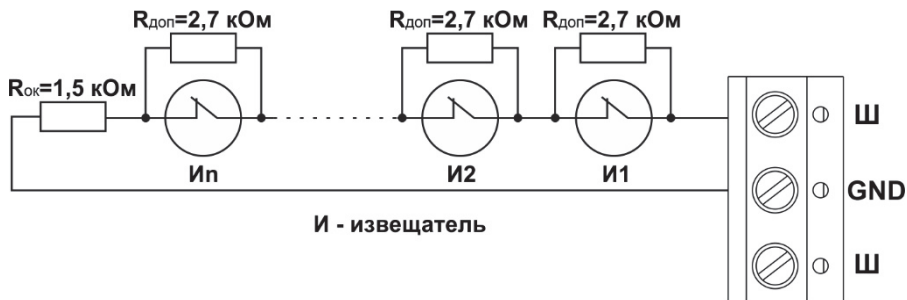 Rдоп=2,7 кОм Rдоп=2,7 кОм Rдоп=2,7 кОм
Rок=1,5 кОм
Ш
Иn И2 И1
GND
И - извещатель
Ш